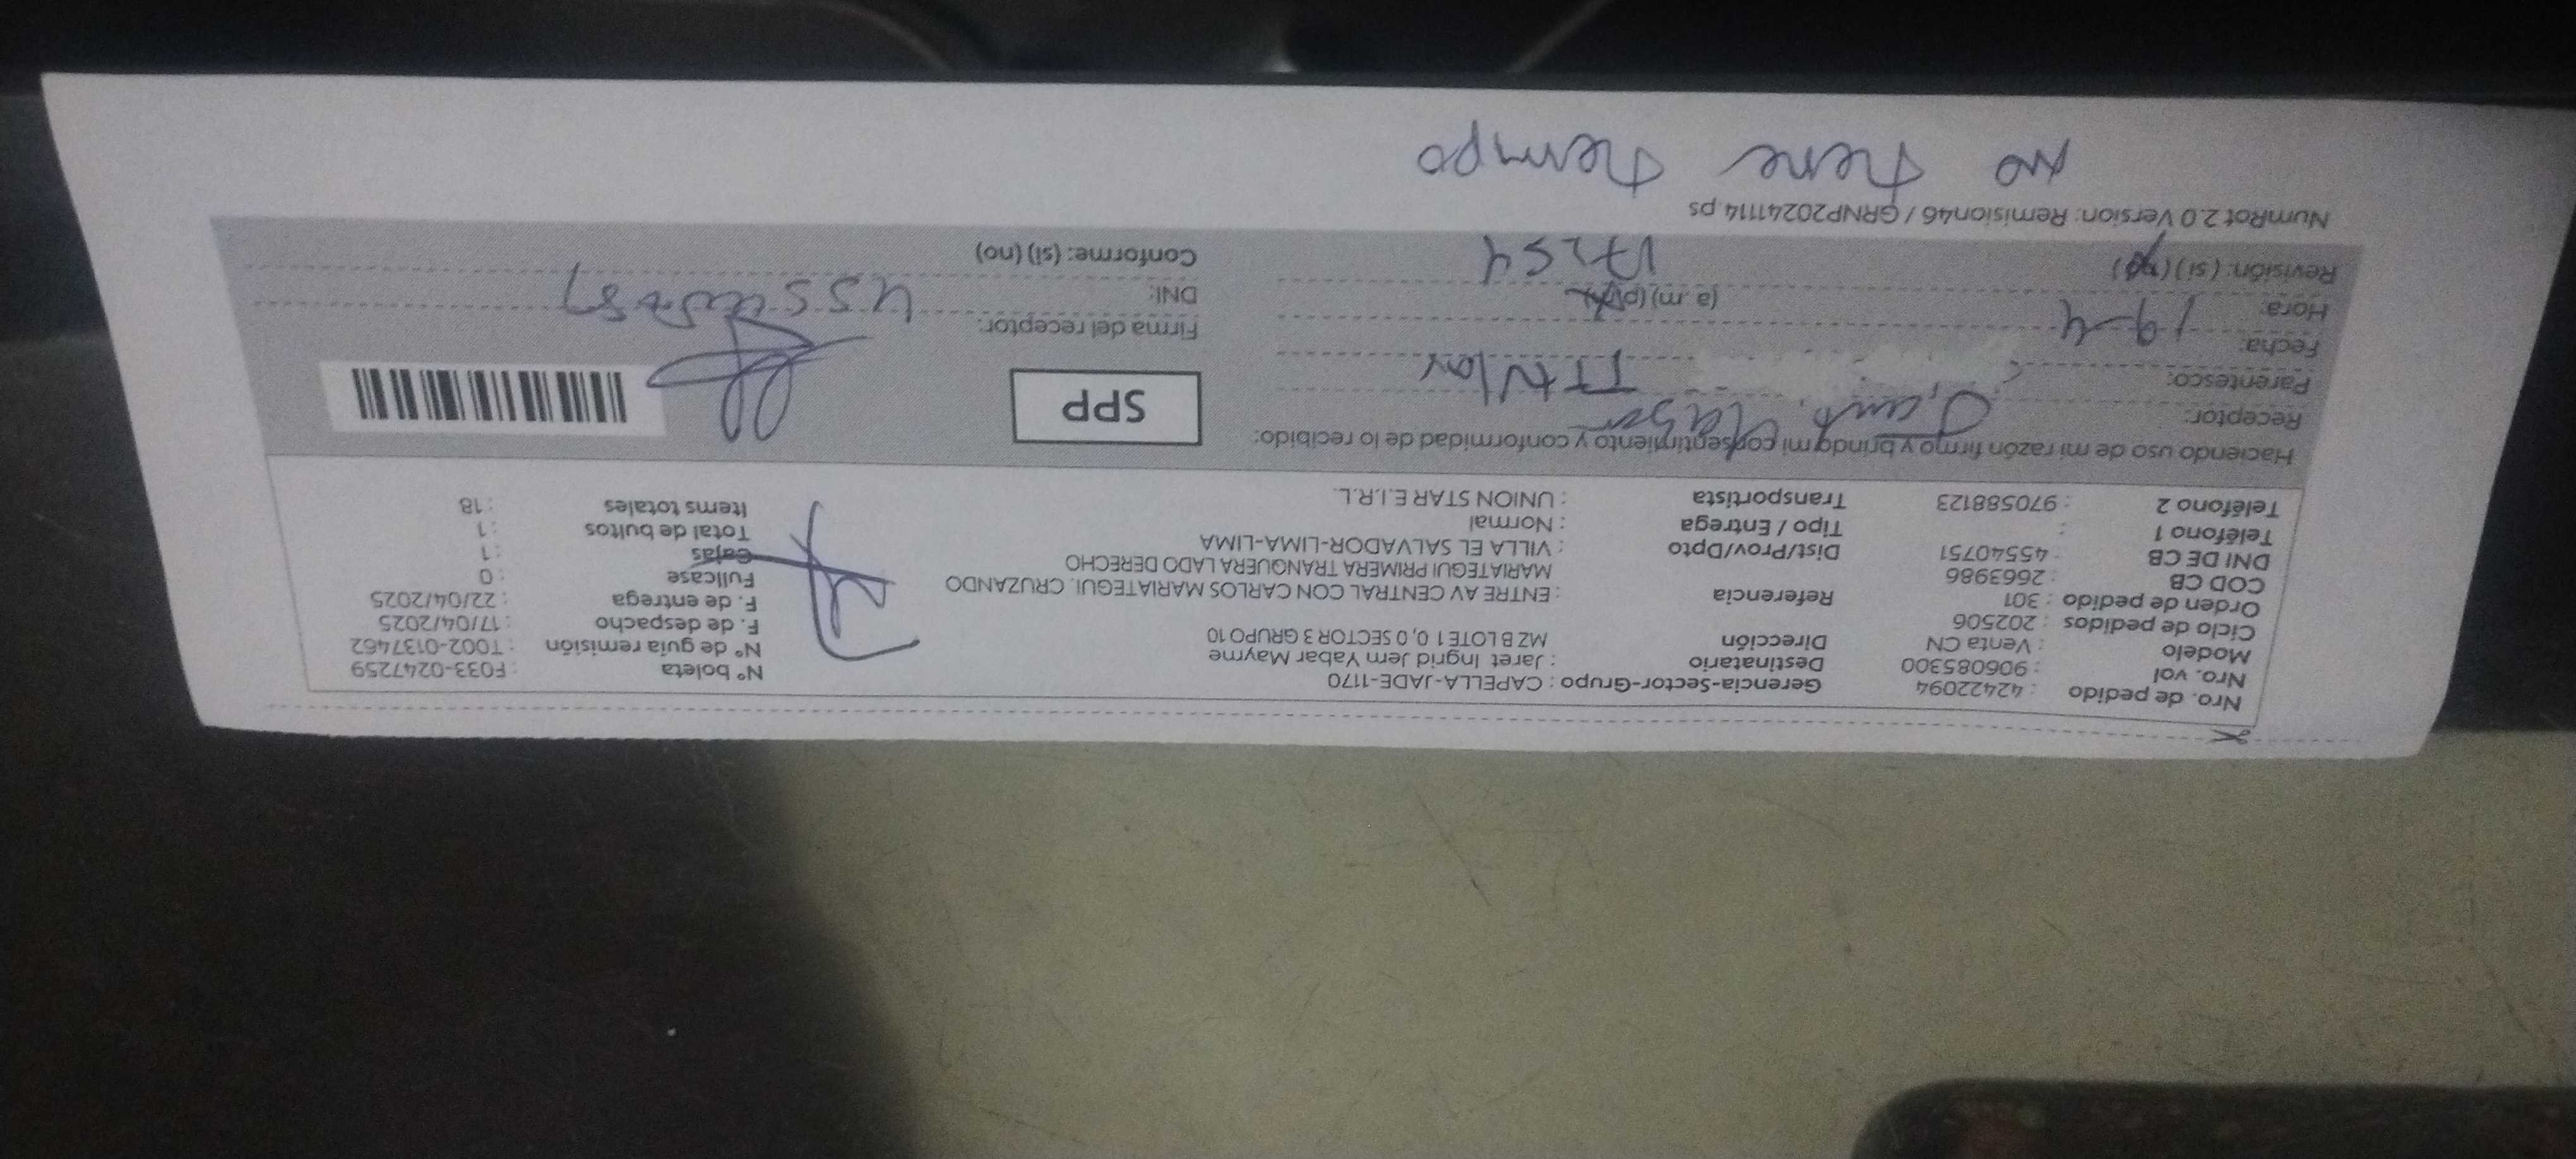 Nro. de pedido : 42422094
Nro. vol : 906085300
Modelo : Venta CN
Ciclo de pedidos : 202506
Orden de pedido : 301
COD CB : 2663986
DNI DE CB : 45540751
Teléfono 1 :
Teléfono 2 : 970588123
Gerencia-Sector-Grupo : CAPELLA-JADE-1170
Destinatario : Jaret Ingrid Jem Yabar Mayme
Dirección MZ B LOTE 1 0, 0 SECTOR 3 GRUPO 10
Referencia : ENTRE AV CENTRAL CON CARLOS MARIATEGUI. CRUZANDO
MARIATEGUI PRIMERA TRANQUERA LADO DERECHO
Dist/Prov/Dpto : VILLA EL SALVADOR-LIMA-LIMA
Tipo / Entrega : Normal
Transportista : UNION STAR E.I.R.L.
N° boleta : F033-0247259
N° de guía remisión : T002-0137462
F. de despacho : 17/04/2025
F. de entrega : 22/04/2025
Fullcase : 0
Cajas : 1
Total de bultos : 1
Items totales : 18
Haciendo uso de mi razón firmo y brindo mi consentimiento y conformidad de lo recibido:
Receptor:
Parentesco:
Fecha: 19-4
Hora: (a. m) (p. m)
Revisión: (si) (no)
SPP
Firma del receptor:
DNI:
Conforme: (si) (no)
NumRot 2.0 Version: Remision46 / GRNP20241114.ps
No tiene tiempo